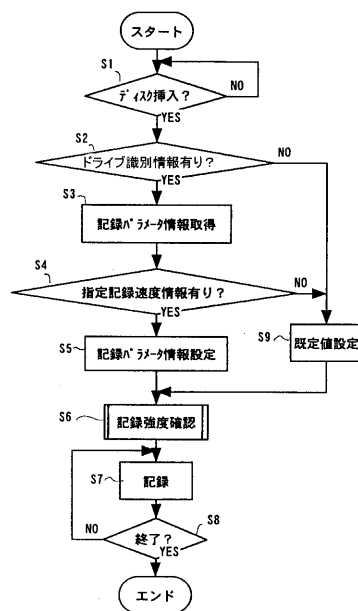 スタート
S1
ディスク挿入？
NO
YES
S2
ドライブ識別情報有り？
NO
YES
S3
記録パラメータ情報取得
S4
指定記録速度情報有り？
NO
YES
S5
記録パラメータ情報設定
S9
既定値設定
S6
記録強度確認
S7
記録
NO
S8
終了？
YES
エンド